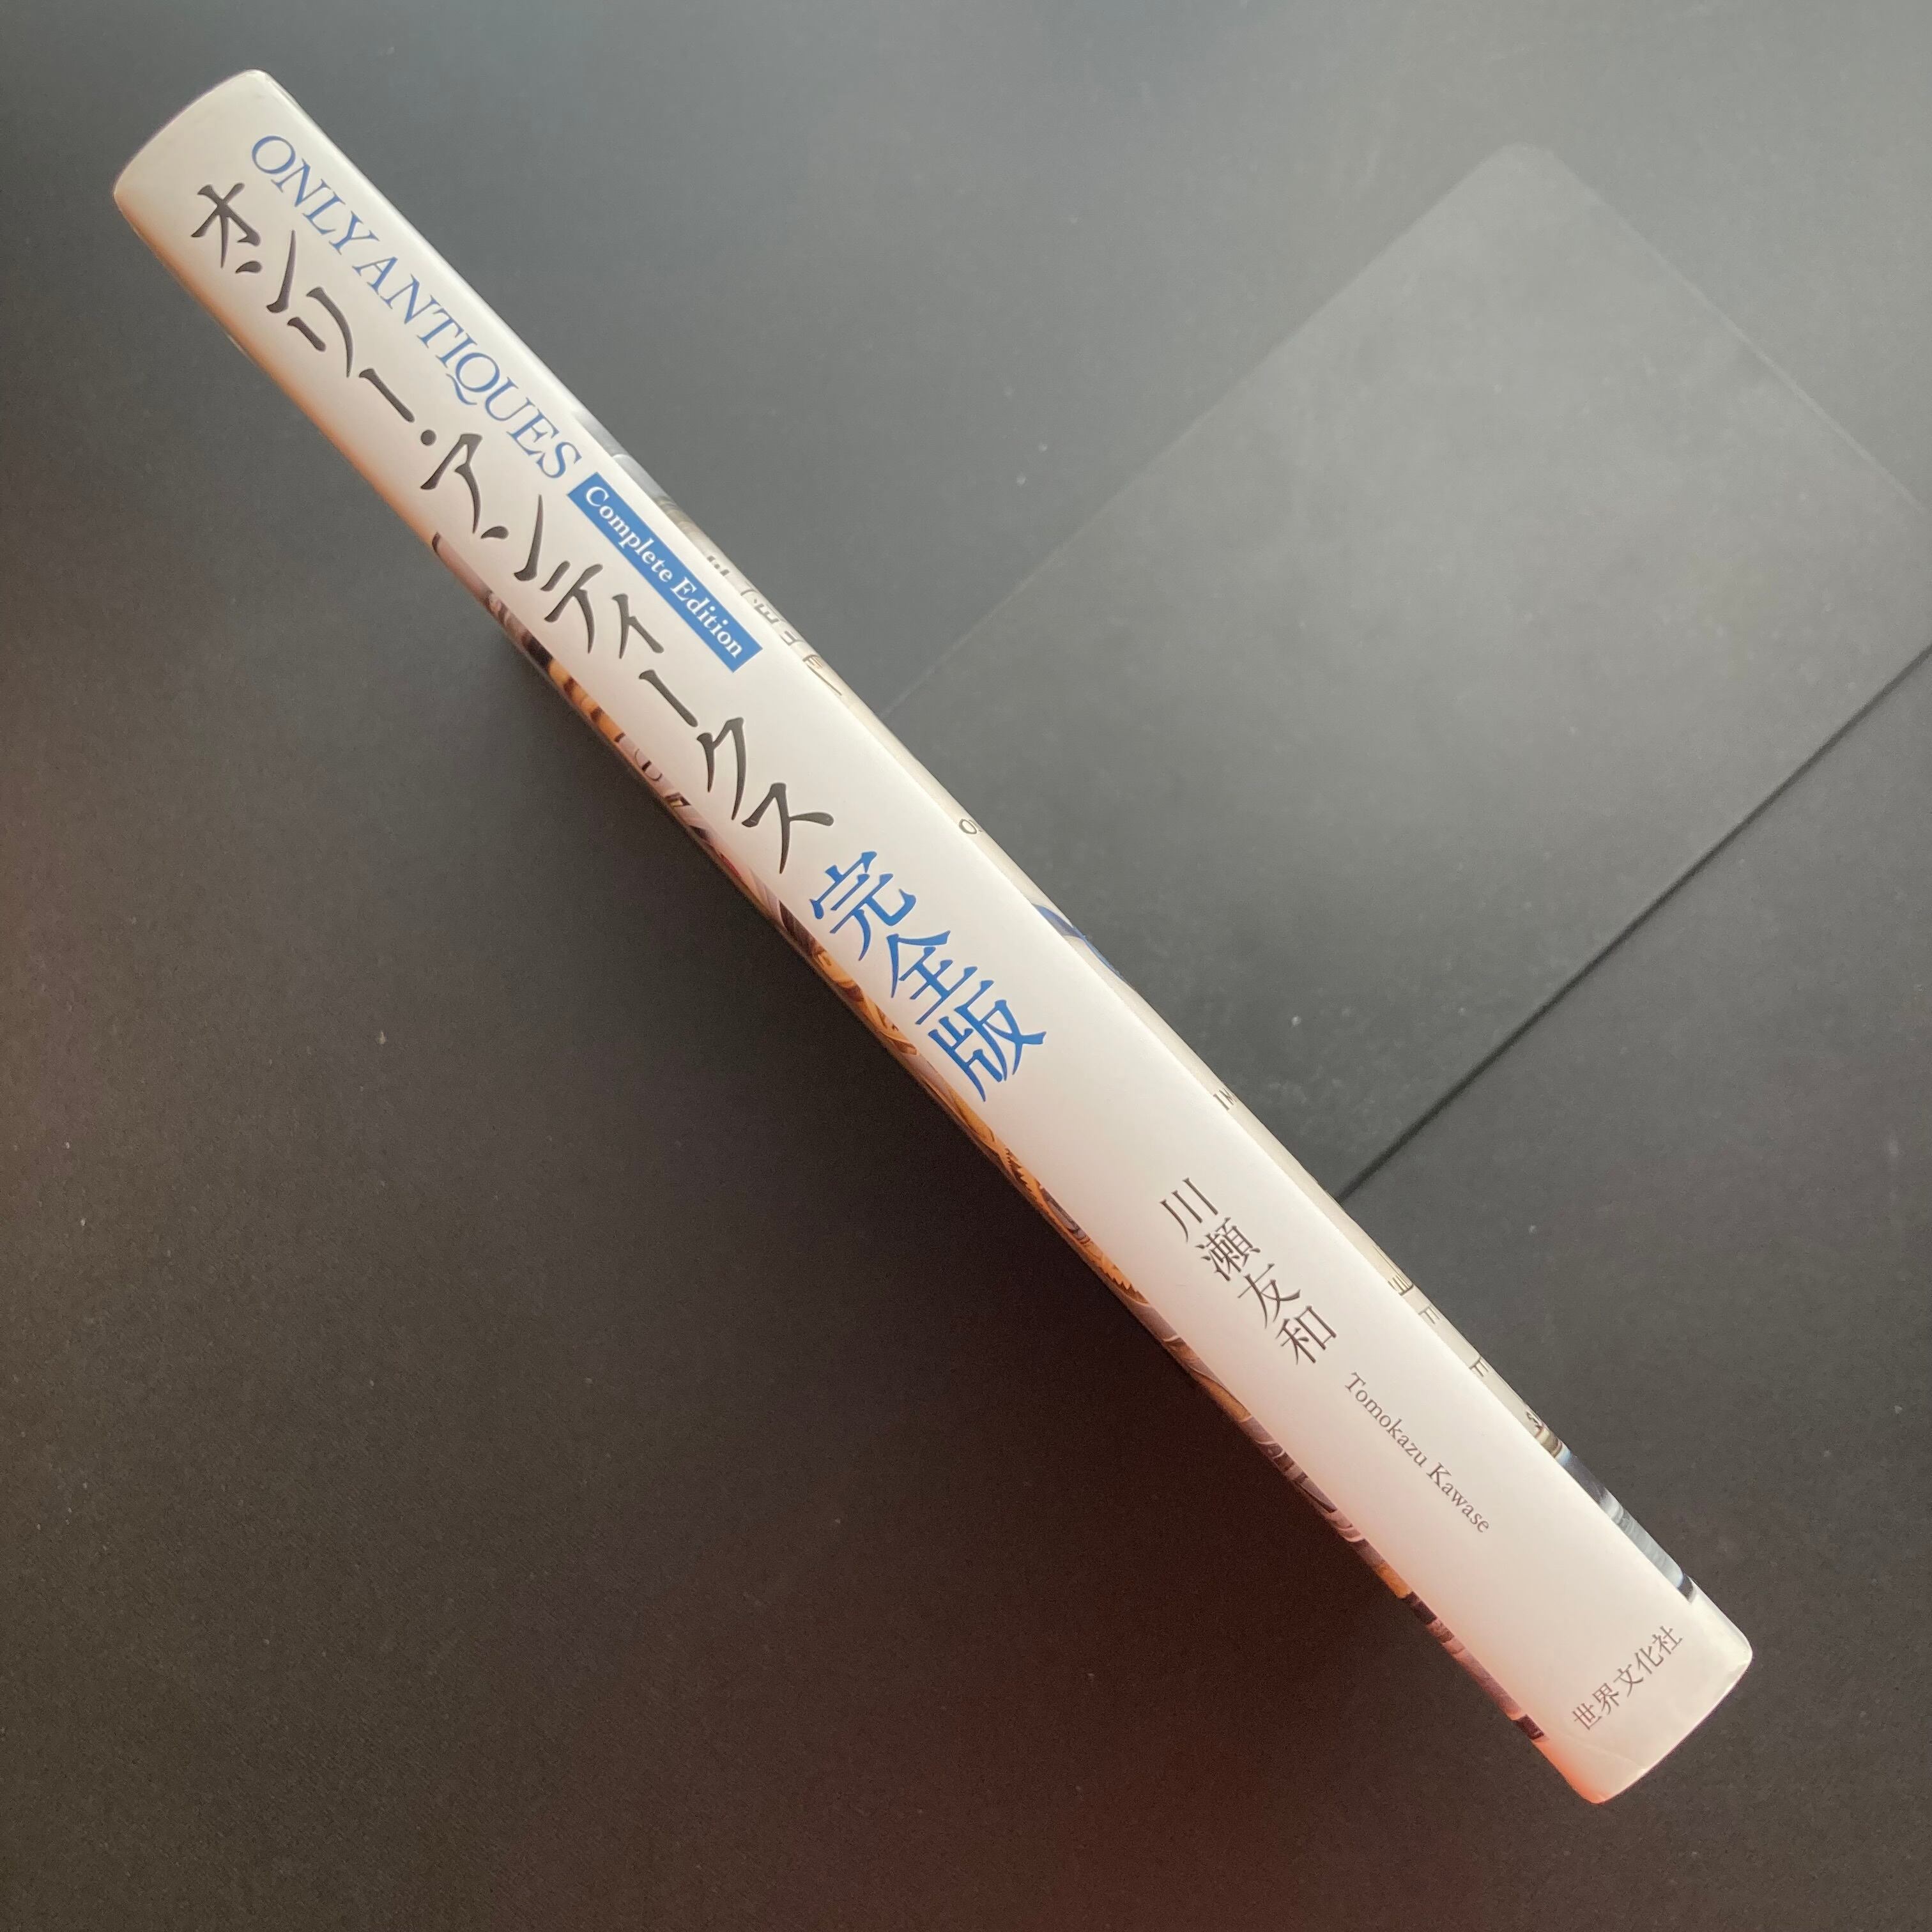 ONLY ANTIQUES Complete Edition
オンリー・アンティークス 完全版
川瀬友和 Tomokazu Kawase
世界文化社